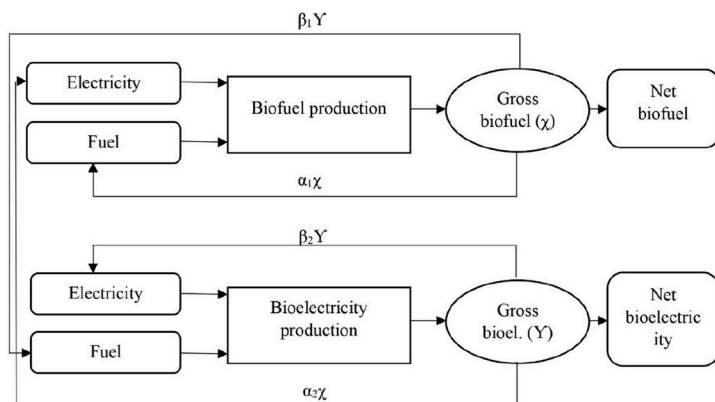 β₁ϒ
Electricity
Biofuel production
Gross
biofuel (χ)
Net
biofuel
Fuel
α₁χ
β₂ϒ
Electricity
Bioelectricity
production
Gross
bioel. (ϒ)
Net
bioelectric
ity
Fuel
α₂χ